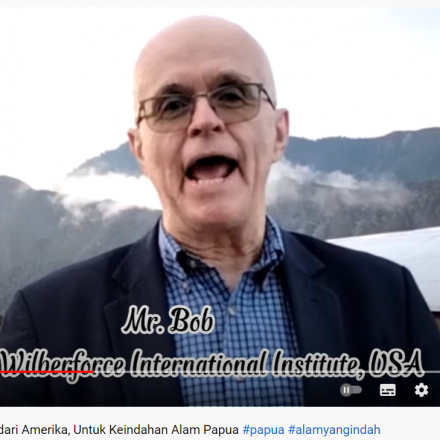 Mr. Bob
Wilberforce International Institute, USA
dari Amerika, Untuk Keindahan Alam Papua #papua #alamyangindah